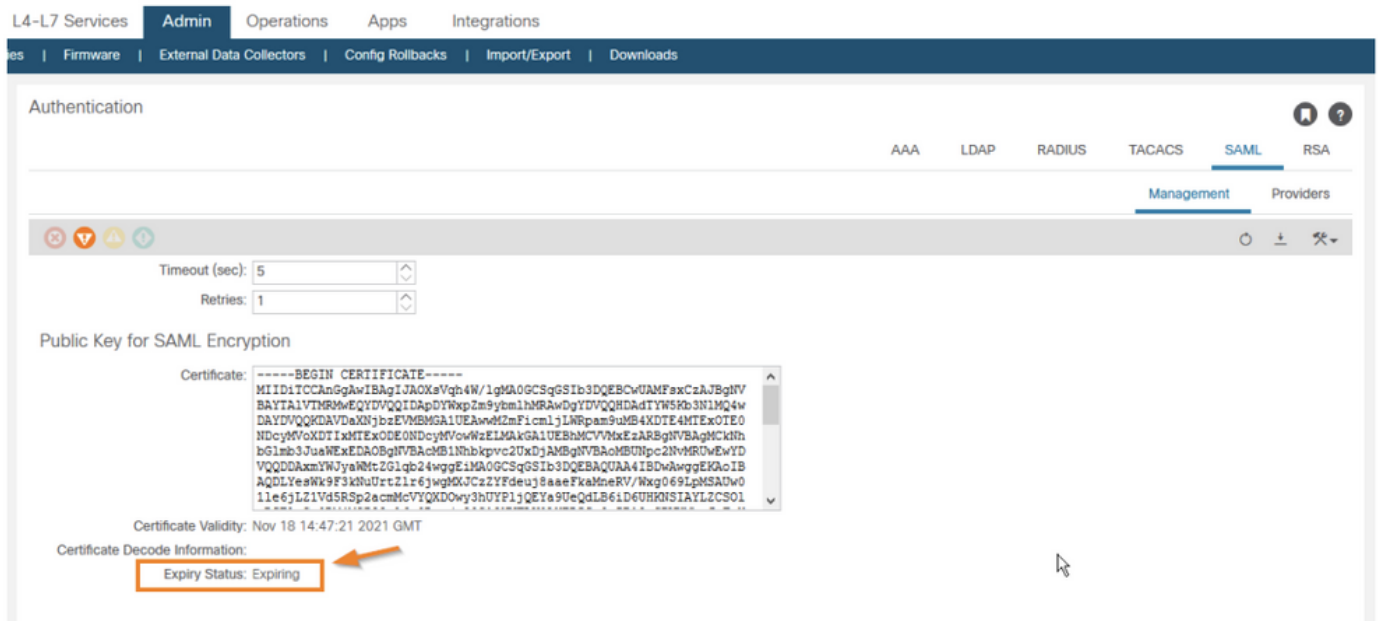 L4-L7 Services Admin Operations Apps Integrations
ies | Firmware | External Data Collectors | Config Rollbacks | Import/Export | Downloads
Authentication
AAA LDAP RADIUS TACACS SAML RSA
Management Providers
Timeout (sec): 5
Retries: 1
Public Key for SAML Encryption
Certificate: -----BEGIN CERTIFICATE-----
MIIDiTCCAnGgAwIBAgIJAOXsVqh4W/lgMA0GCSqGSIb3DQEBCwUAMFsxCzAJBgNV
BAYTAlVTMRMwEQYDVQQIDApDYWxpZm9ybmlhMRAwDgYDVQQHDAdTYW5Kb3NlMQ4w
DAYDVQQKDAVDaXNjbzEVMBMGA1UEAwwMZmFicmljLWRpam9uMB4XDTE4MTExOTE0
NDcyMVoXDTIxMTExODE0NDcyMVowWzELMAkGA1UEBhMCVVMxEzARBgNVBAgMCkNh
bGlmb3JuaWExEDAOBgNVBAcMB1Nhbkpvc2UxDjAMBgNVBAoMBUNpc2NvMRUwEwYD
VQQDDAxmYWJyaWMtZGlqb24wggEiMA0GCSqGSIb3DQEBAQUAA4IBDwAwggEKAoIB
AQDLYesWk9F3kNuUrtZlr6jwgMXJCzZYFdeuj8aaeFkaMneRV/Wxg069LpMSAUw0
1le6jLZ1Vd5RSp2acmMcVYQXDOwy3hUYPljQEYa9UeQdLB6iD6UHKNSIAYLZCSOl
Certificate Validity: Nov 18 14:47:21 2021 GMT
Certificate Decode Information:
Expiry Status: Expiring